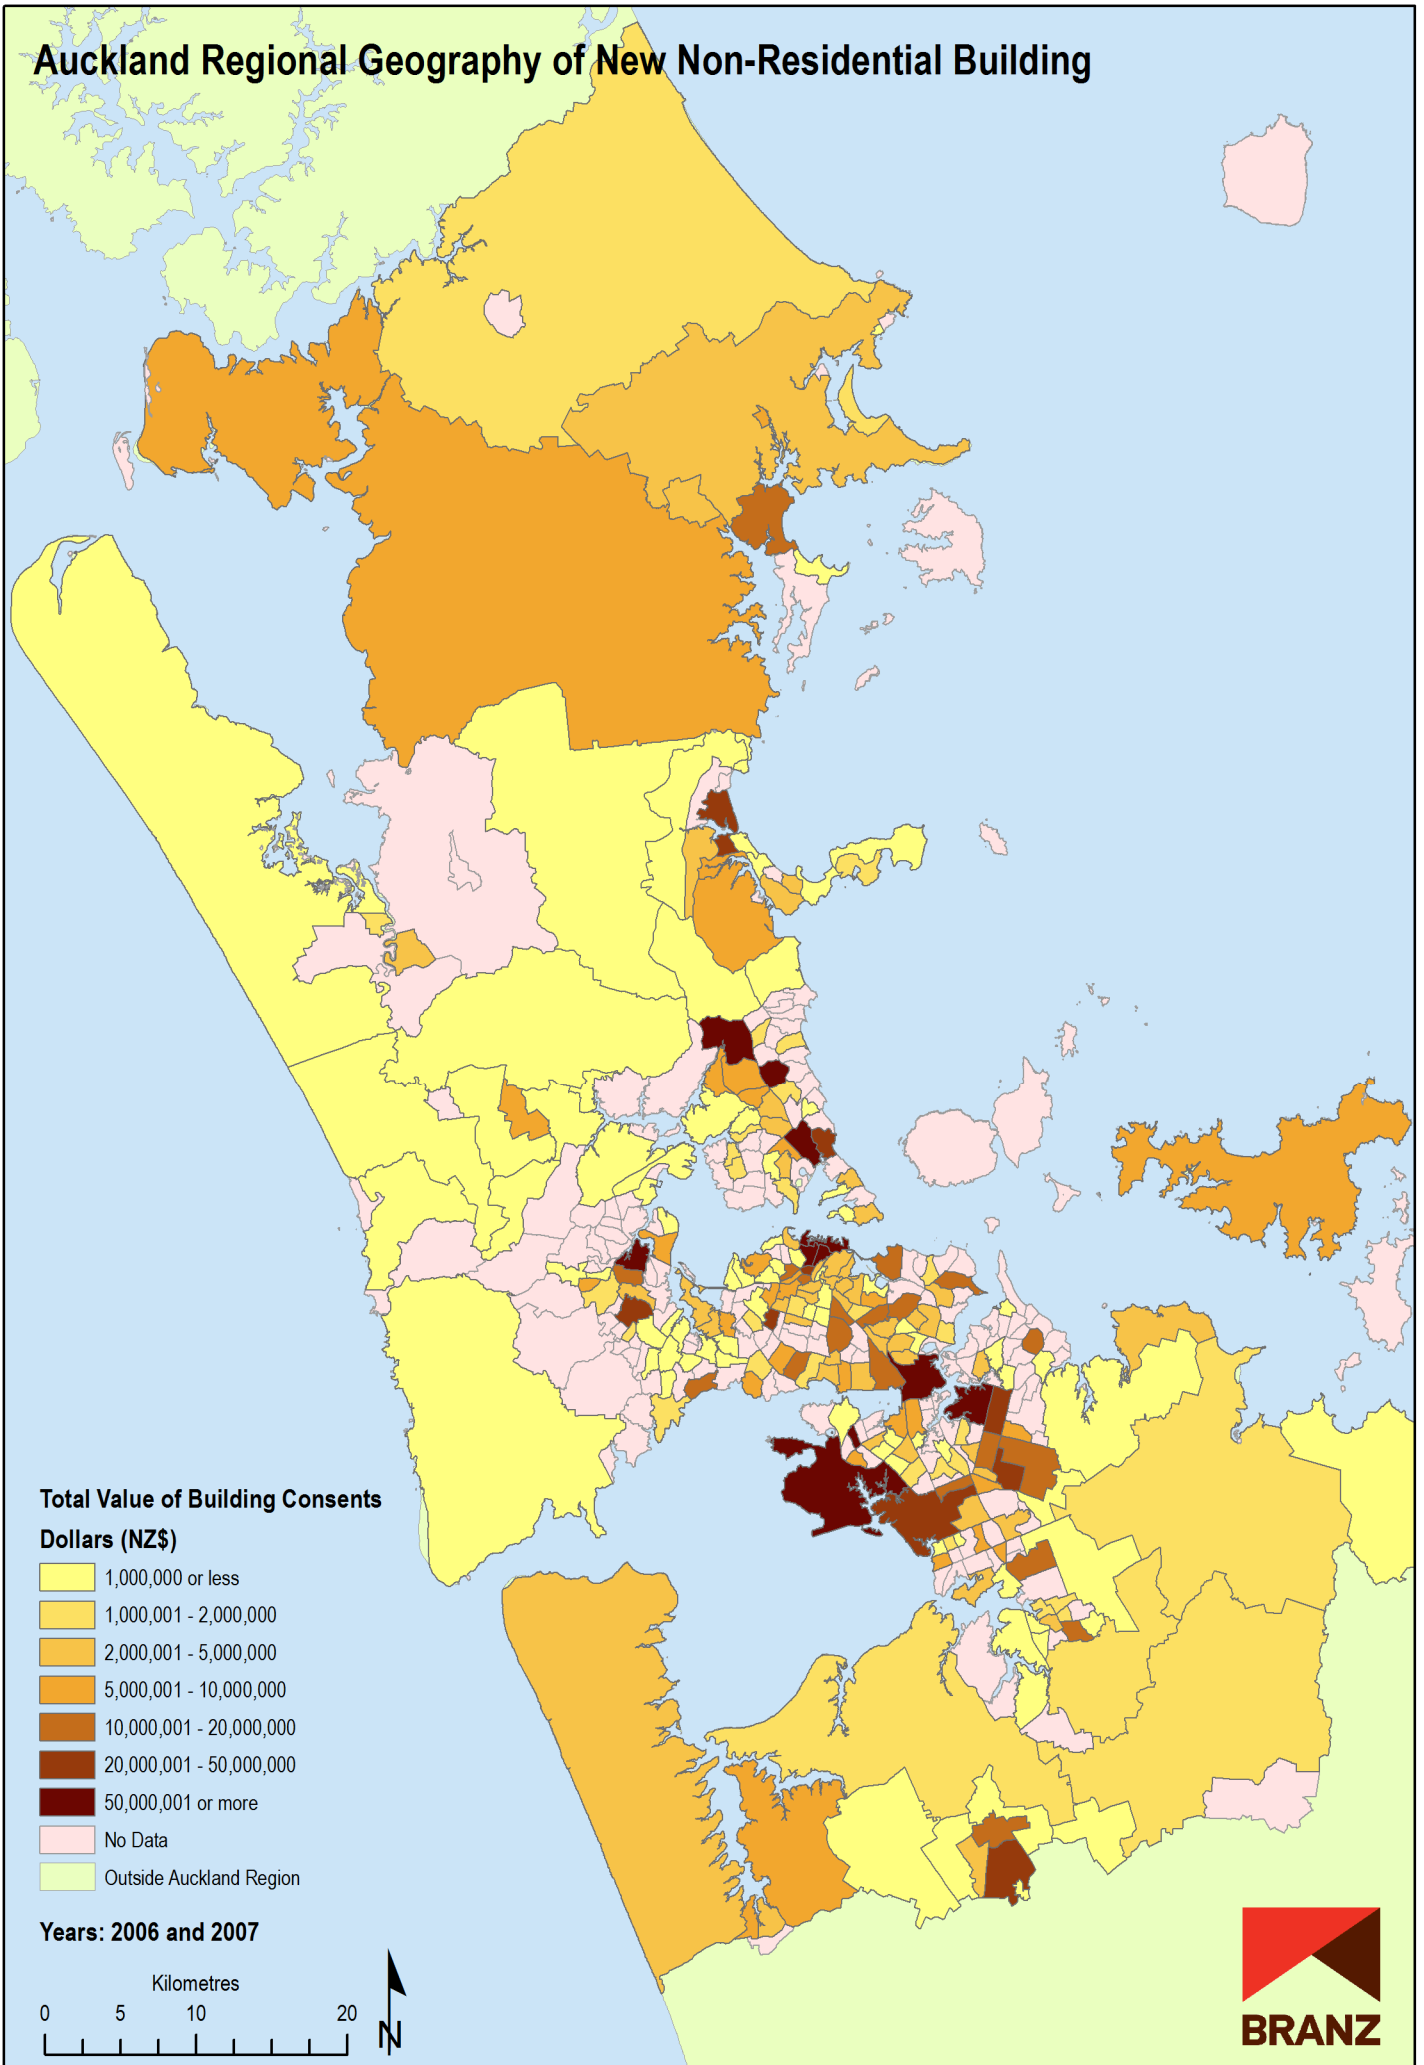 Auckland Regional Geography of New Non-Residential Building
Total Value of Building Consents
Dollars (NZ$)
1,000,000 or less
1,000,001 - 2,000,000
2,000,001 - 5,000,000
5,000,001 - 10,000,000
10,000,001 - 20,000,000
20,000,001 - 50,000,000
50,000,001 or more
No Data
Outside Auckland Region
Years: 2006 and 2007
Kilometres
0 5 10 20
N
BRANZ